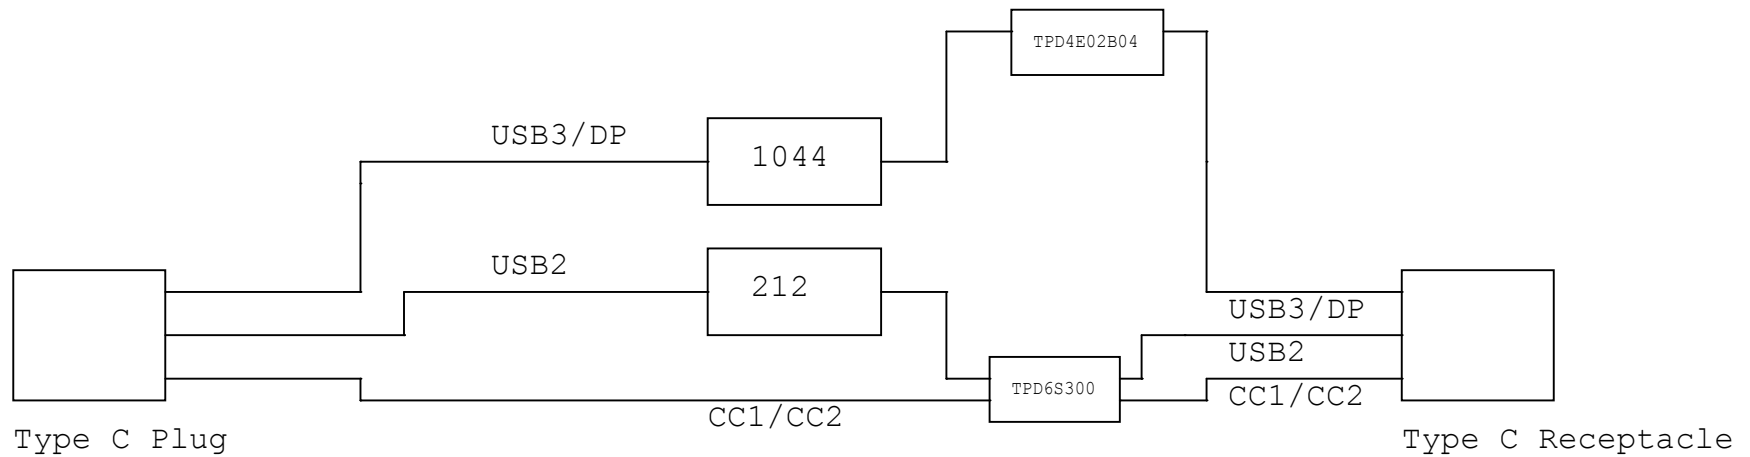 TPD4E02B04
USB3/DP
1044
USB2
212
USB3/DP
USB2
TPD6S300
CC1/CC2
CC1/CC2
Type C Plug
Type C Receptacle